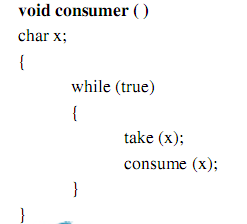 void consumer ( )
char x;
{
while (true)
{
take (x);
consume (x);
}
}